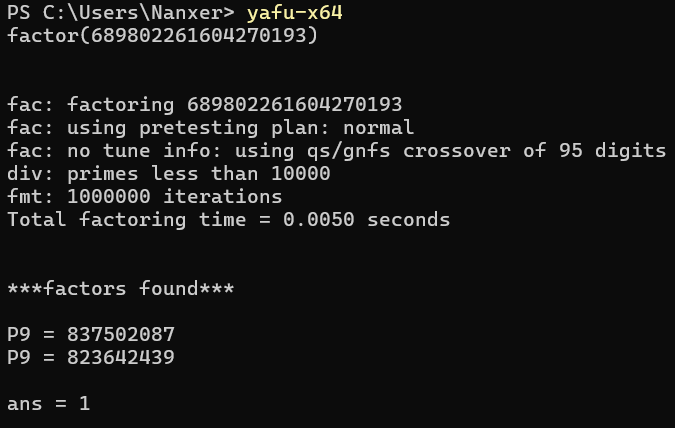 PS C:\Users\Nanxer> yafu-x64
factor(689802261604270193)
fac: factoring 689802261604270193
fac: using pretesting plan: normal
fac: no tune info: using qs/gnfs crossover of 95 digits
div: primes less than 10000
fmt: 1000000 iterations
Total factoring time = 0.0050 seconds
***factors found***
P9 = 837502087
P9 = 823642439
ans = 1